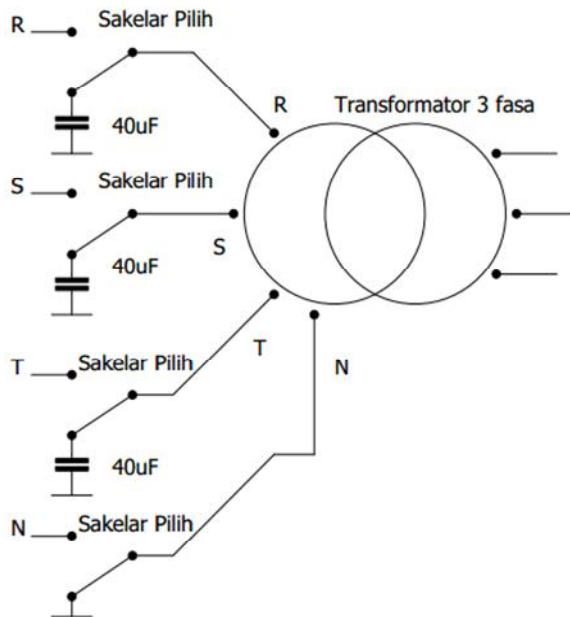 R
Sakelar Pilih
40uF
R
Transformator 3 fasa
S
Sakelar Pilih
40uF
S
T
Sakelar Pilih
40uF
T
N
N
Sakelar Pilih